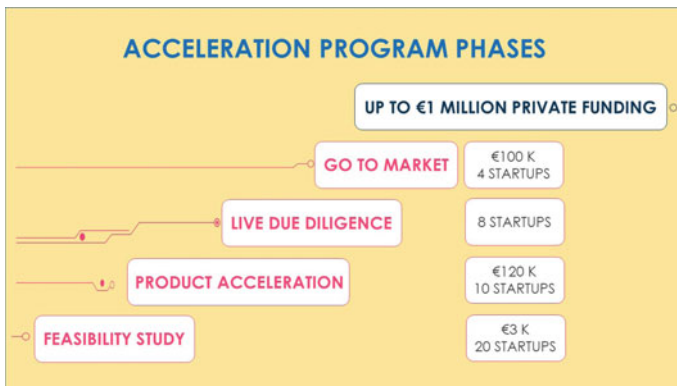 ACCELERATION PROGRAM PHASES
UP TO €1 MILLION PRIVATE FUNDING
GO TO MARKET
€100 K
4 STARTUPS
LIVE DUE DILIGENCE
8 STARTUPS
PRODUCT ACCELERATION
€120 K
10 STARTUPS
FEASIBILITY STUDY
€3 K
20 STARTUPS